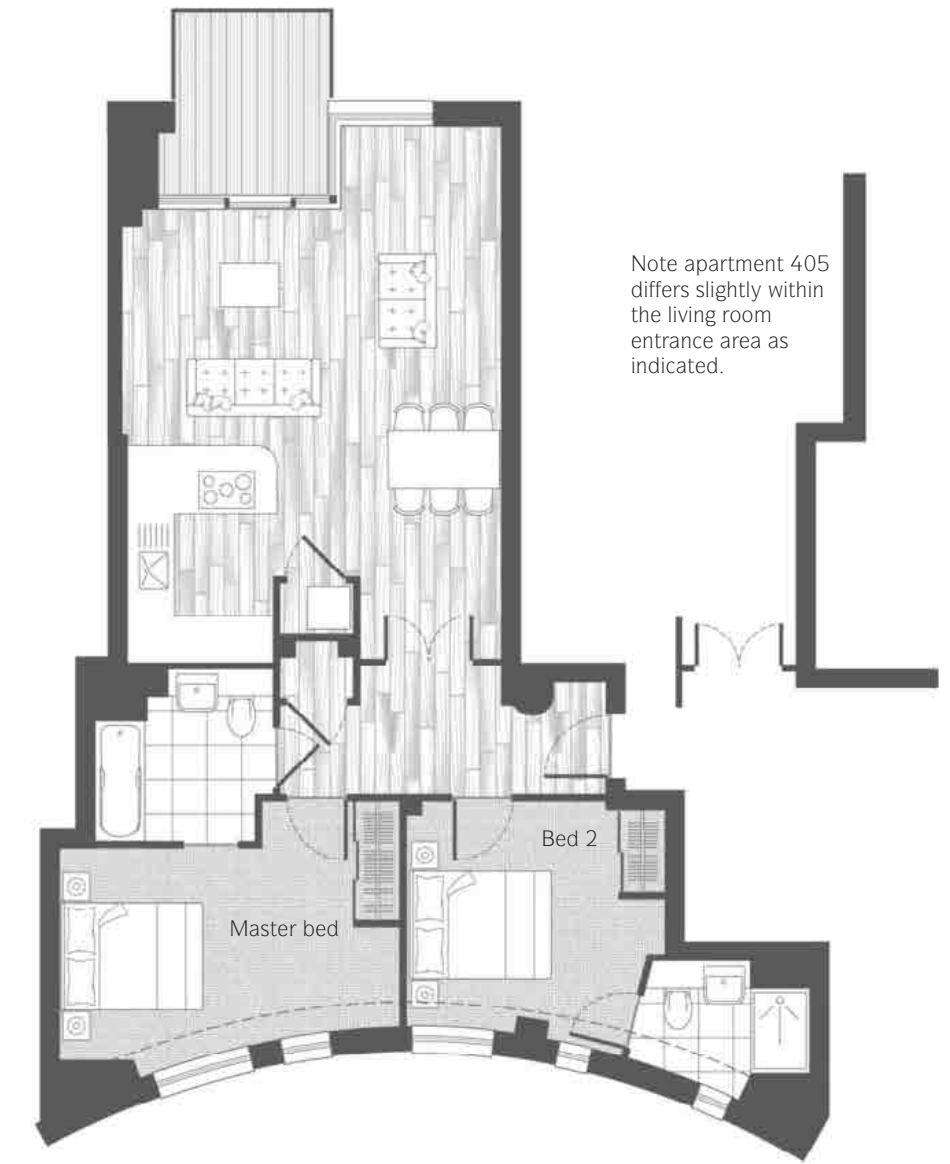 Note apartment 405
differs slightly within
the living room
entrance area as
indicated.
Bed 2
Master bed